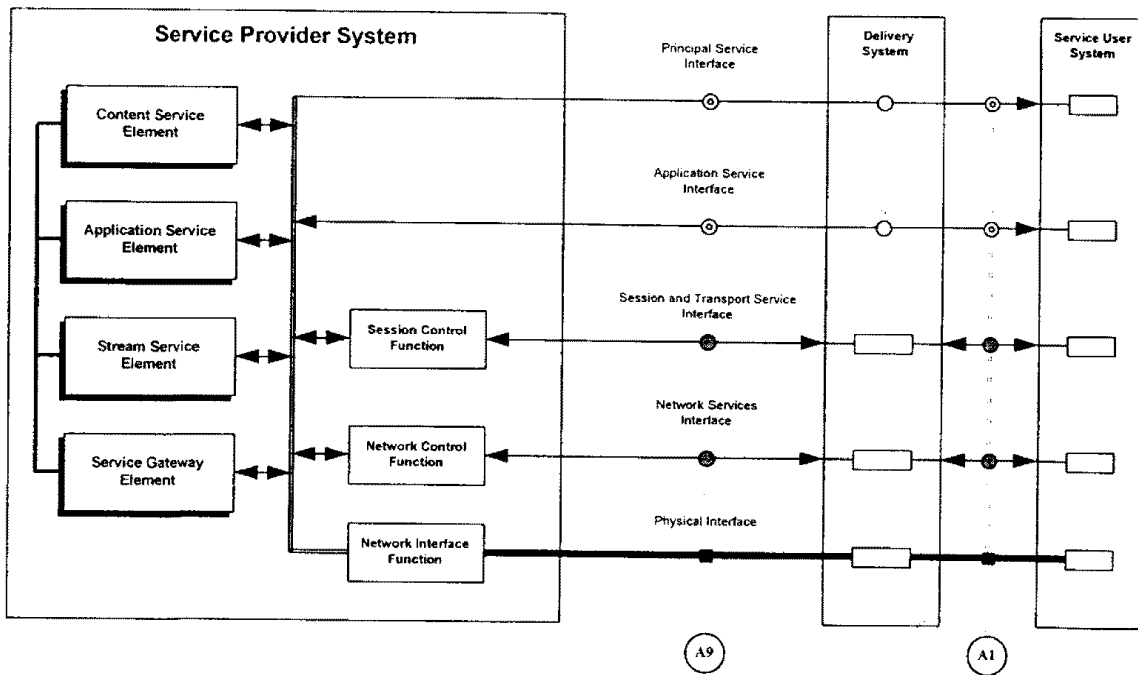 Service Provider System
Delivery
System
Service User
System
Principal Service
Interface
Content Service
Element
Application Service
Interface
Application Service
Element
Session and Transport Service
Interface
Session Control
Function
Stream Service
Element
Network Services
Interface
Network Control
Function
Service Gateway
Element
Physical Interface
Network Interface
Function
A9
A1